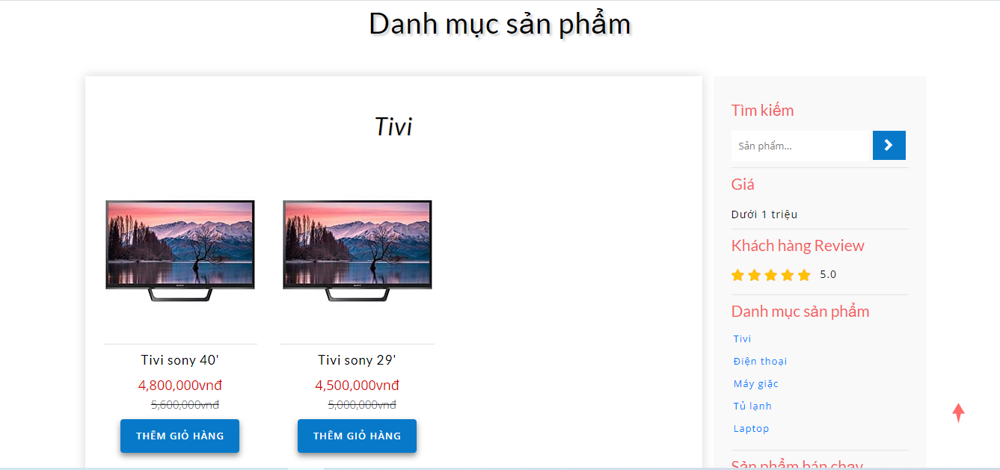 Danh mục sản phẩm
Tivi
Tivi sony 40'
4,800,000vnđ
5,600,000vnđ
THÊM GIỎ HÀNG
Tivi sony 29'
4,500,000vnđ
5,000,000vnđ
THÊM GIỎ HÀNG
Tìm kiếm
Sản phẩm...
Giá
Dưới 1 triệu
Khách hàng Review
5.0
Danh mục sản phẩm
Tivi
Điện thoại
Máy giặc
Tủ lạnh
Laptop
Sản phẩm bán chạy